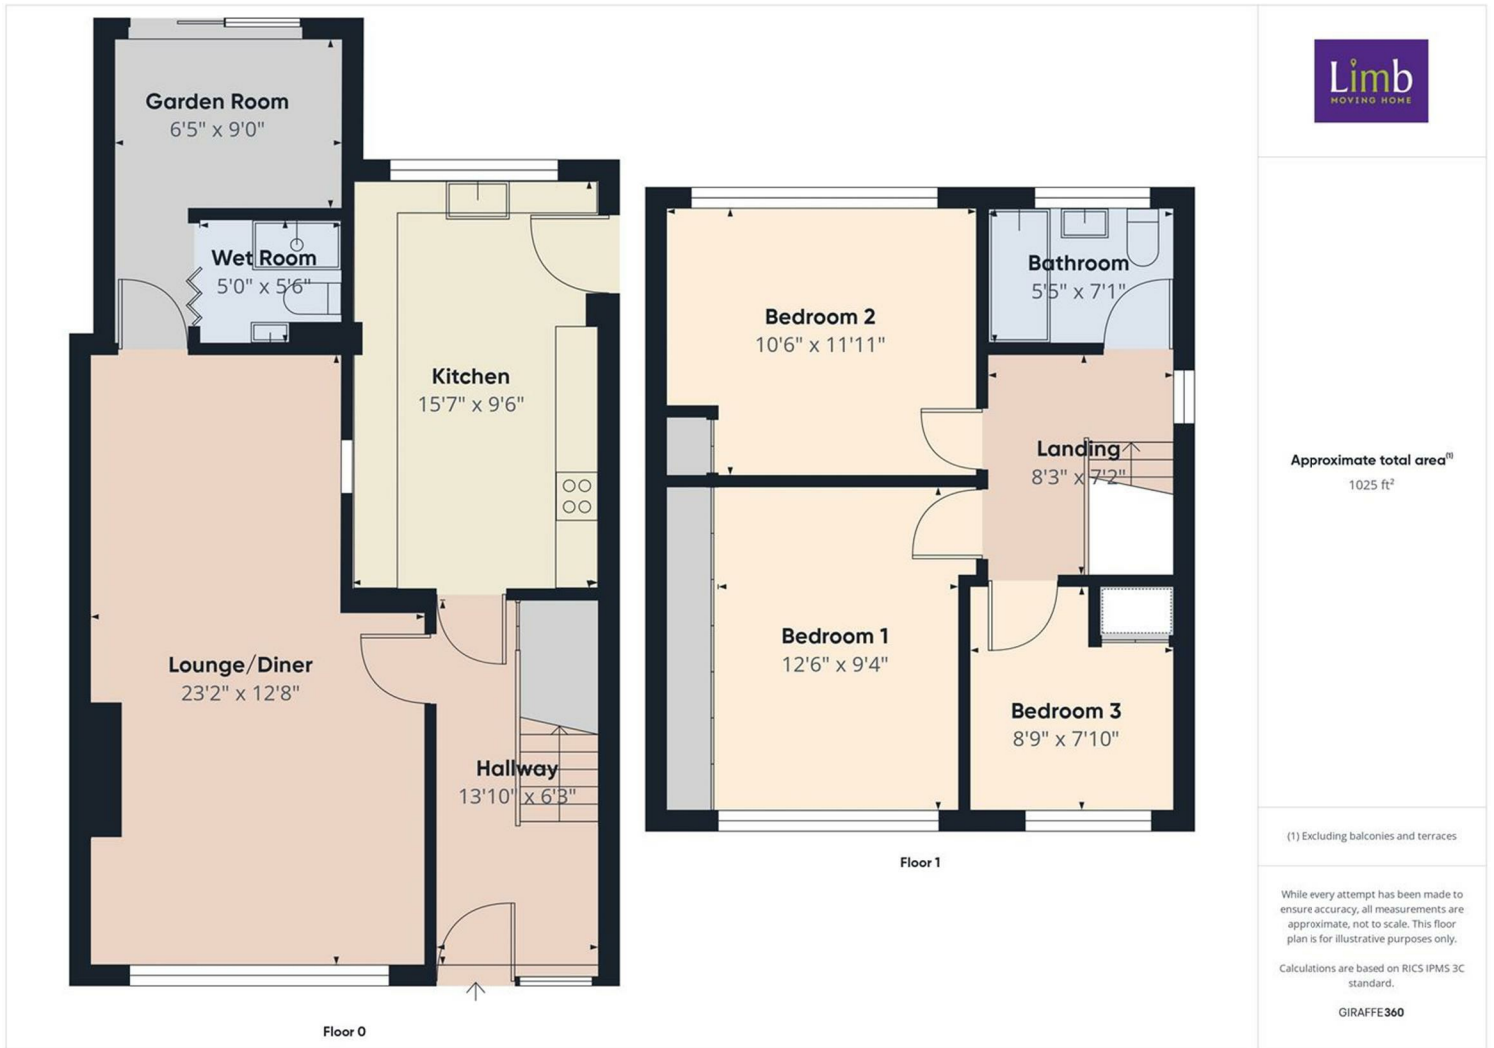 Garden Room
6'5" x 9'0"
Wet Room
5'0" x 5'6"
Kitchen
15'7" x 9'6"
Lounge/Diner
23'2" x 12'8"
Hallway
13'10" x 6'3"
Floor 0
Bedroom 2
10'6" x 11'11"
Bathroom
5'5" x 7'1"
Landing
8'3" x 7'2"
Bedroom 1
12'6" x 9'4"
Bedroom 3
8'9" x 7'10"
Floor 1
Limb
MOVING HOME
Approximate total area⁽¹⁾
1025 ft²
(1) Excluding balconies and terraces
While every attempt has been made to
ensure accuracy, all measurements are
approximate, not to scale. This floor
plan is for illustrative purposes only.
Calculations are based on RICS IPMS 3C
standard.
GIRAFFE360